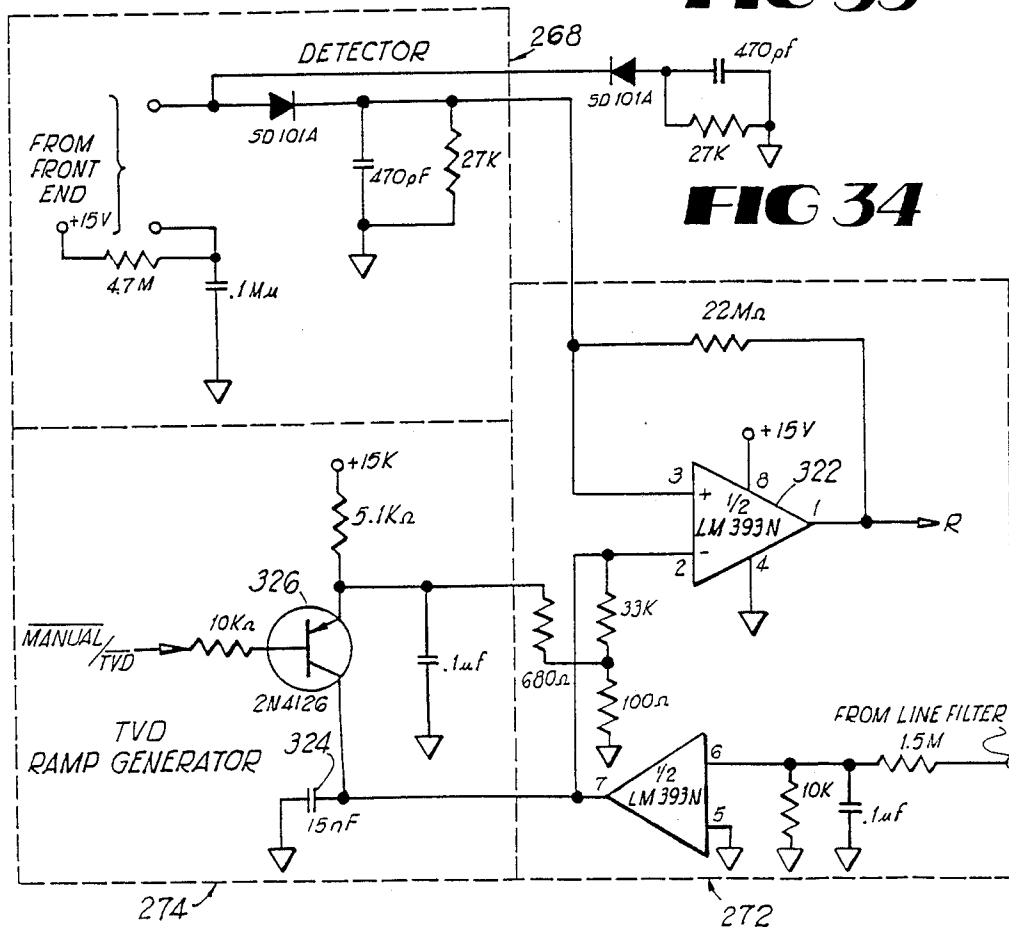 FIG 33
DETECTOR
268
470pF
SD101A
SD101A
27K
FROM
FRONT
END
470pF
27K
FIG 34
+15V
4.7M
.1Mµ
22MΩ
+15V
+15K
3
8
322
+
1/2
1
5.1KΩ
LM393N
R
-
2
4
326
33K
10KΩ
MANUAL
/TVD
.1uf
680Ω
2N4126
100Ω
TVD
RAMP GENERATOR
324
FROM LINE FILTER
1.5M
6
7
1/2
LM393N
10K
.1uf
5
15nF
274
272